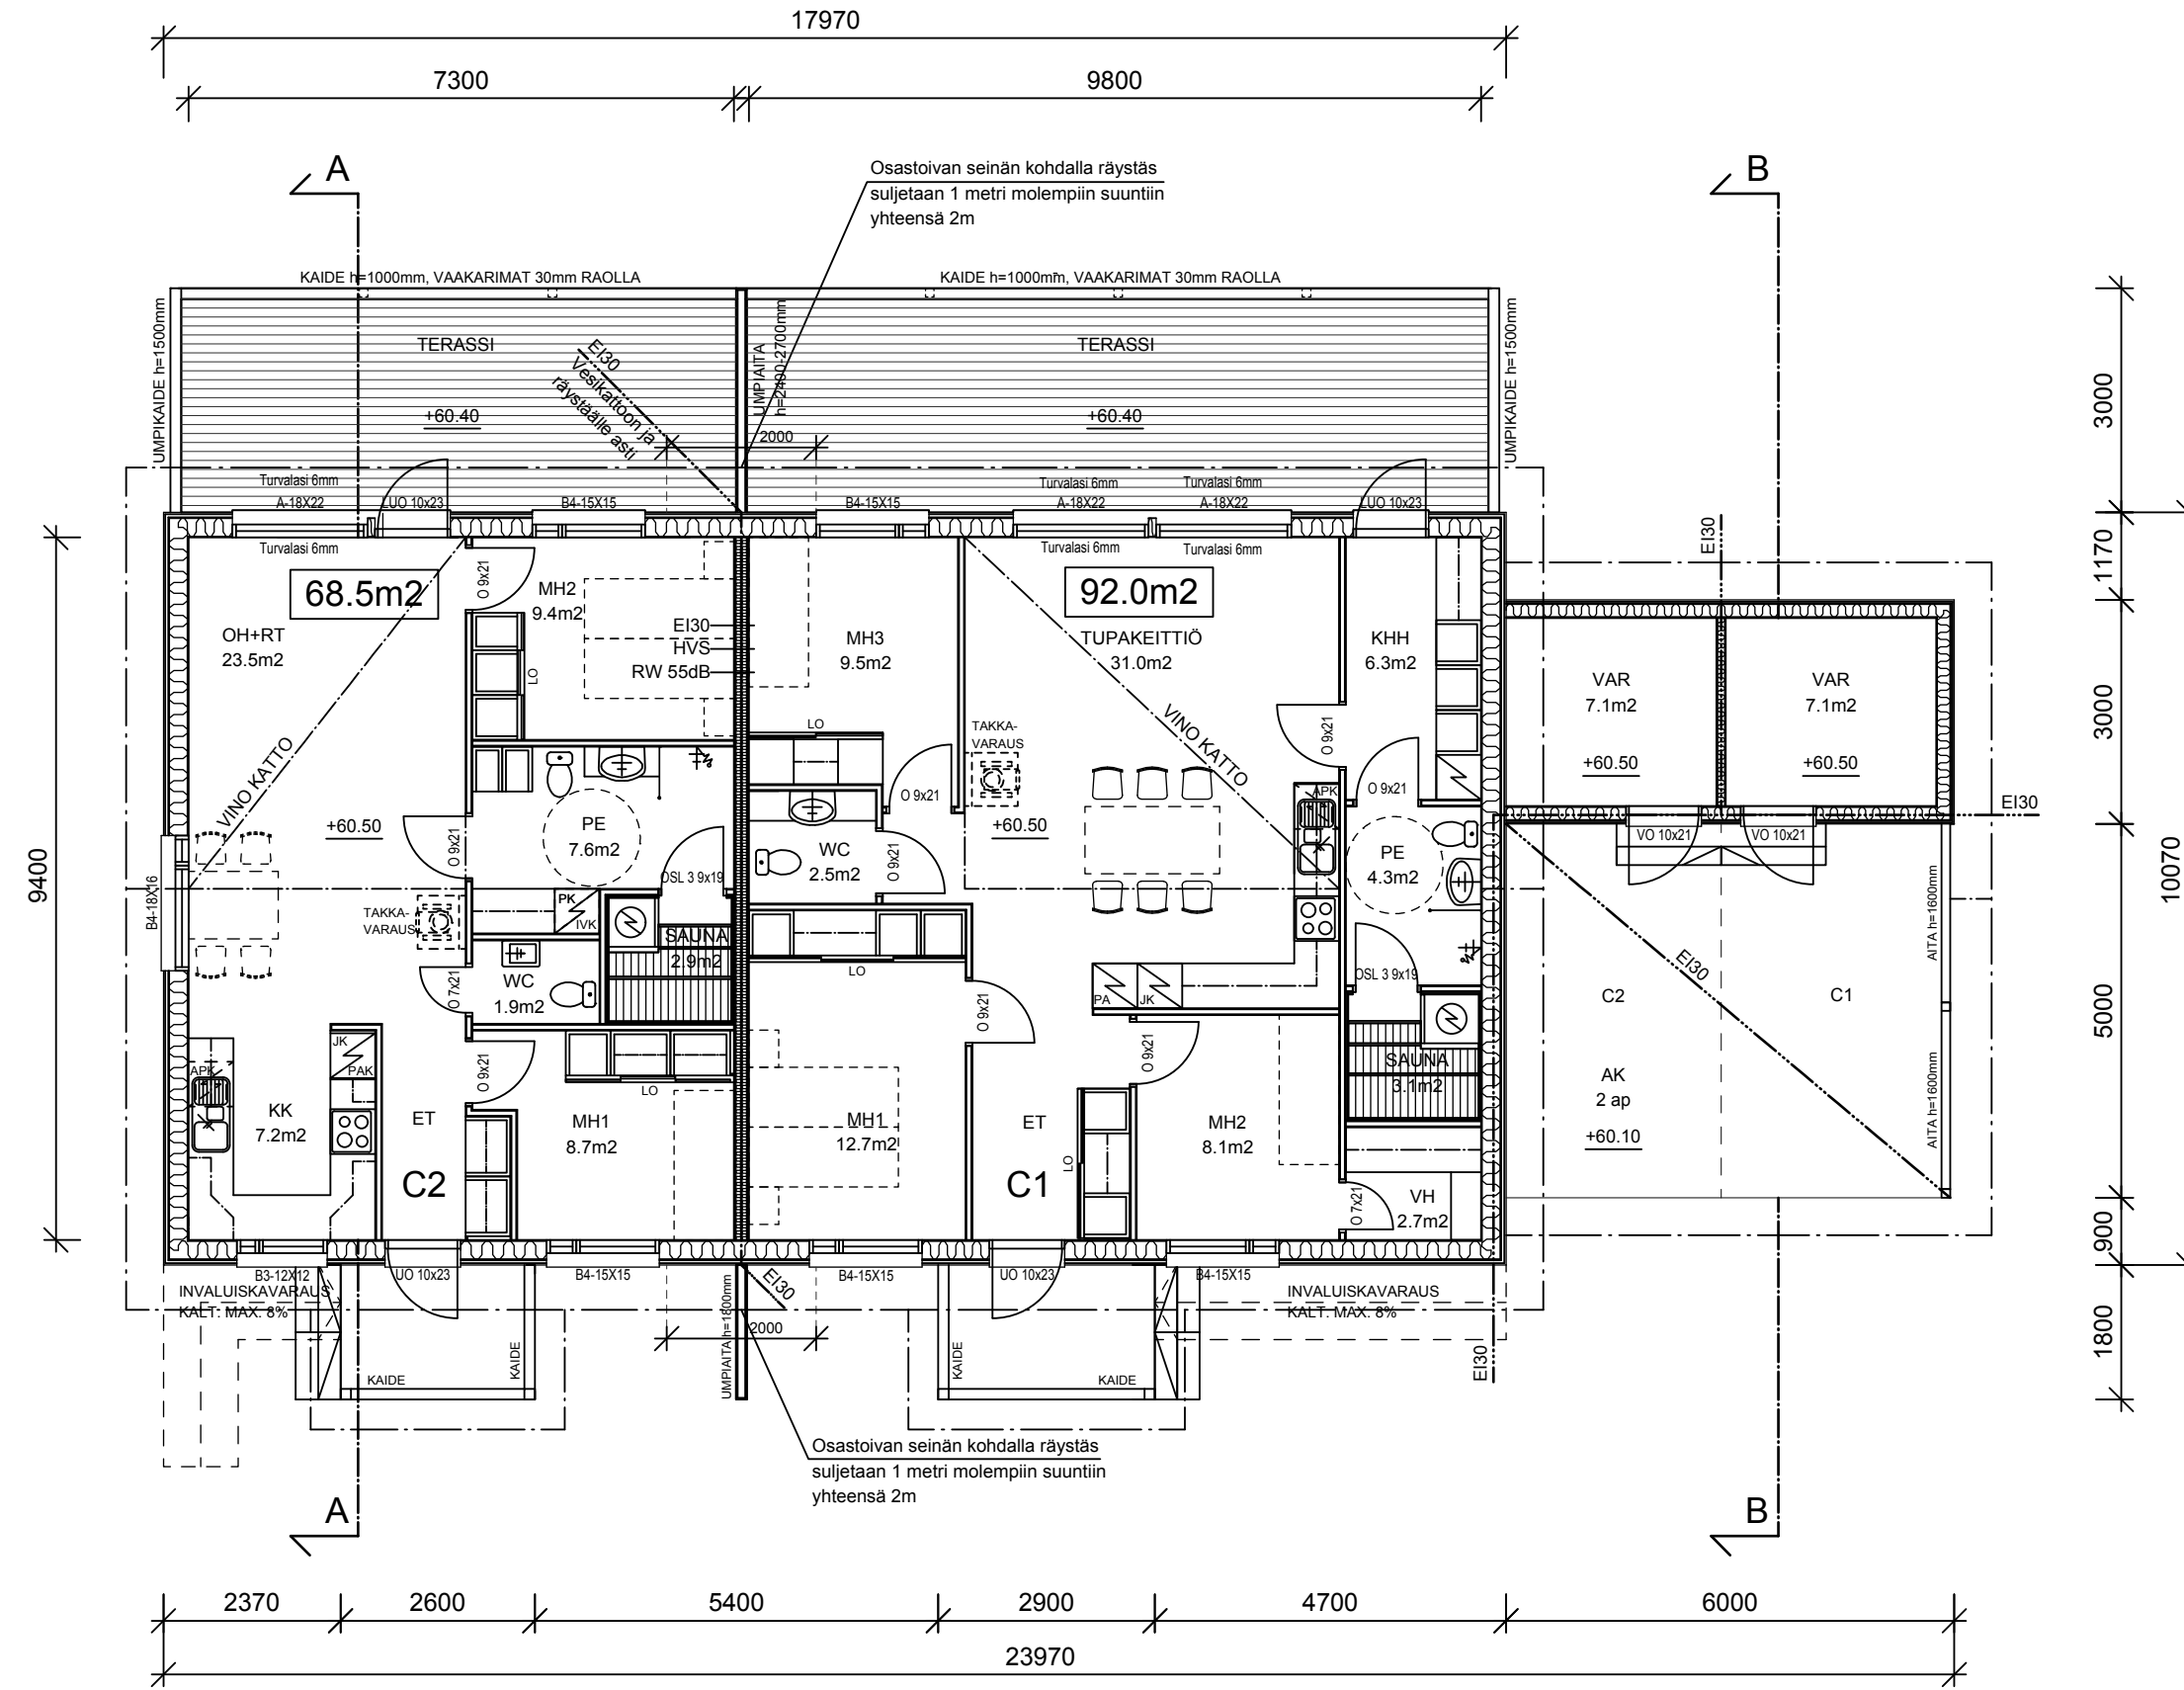 17970
7300
9800
A
B
Osastoivan seinän kohdalla räystäs
suljetaan 1 metri molempiin suuntiin
yhteensä 2m
KAIDE h=1000mm, VAAKARIMAT 30mm RAOLLA
KAIDE h=1000mm, VAAKARIMAT 30mm RAOLLA
UMPIKAIDE h=1500mm
TERASSI
+60.40
EI30
Vesikattoon ja
räystäälle asti
UMPIAITA
h=2400-2700mm
TERASSI
+60.40
UMPIKAIDE h=1500mm
2000
3000
Turvalasi 6mm
A-18X22
LUO 10x23
B4-15X15
B4-15X15
Turvalasi 6mm
A-18X22
Turvalasi 6mm
A-18X22
LUO 10x23
Turvalasi 6mm
Turvalasi 6mm
Turvalasi 6mm
EI30
1170
68.5m2
92.0m2
OH+RT
23.5m2
O 9x21
MH2
9.4m2
LO
EI30
HVS
RW 55dB
MH3
9.5m2
LO
TUPAKEITTIÖ
31.0m2
KHH
6.3m2
VAR
7.1m2
+60.50
VAR
7.1m2
+60.50
3000
VINO KATTO
VINO KATTO
TAKKA-
VARAUS
O 9x21
O 9x21
O 9x21
APK
+60.50
+60.50
O 9x21
PE
7.6m2
OSL 3 9x19
WC
2.5m2
O 9x21
PE
4.3m2
VO 10x21
VO 10x21
EI30
9400
10070
B4-18X16
TAKKA-
VARAUS
PK
IVK
SAUNA
2.9m2
WC
1.9m2
O 7x21
LO
O 9x21
PA
JK
OSL 3 9x19
EI30
AITA h=1600mm
AITA h=1600mm
C2
C1
5000
JK
PAK
APK
KK
7.2m2
ET
C2
O 9x21
LO
MH1
8.7m2
MH1
12.7m2
ET
C1
LO
O 9x21
MH2
8.1m2
SAUNA
3.1m2
O 7x21
VH
2.7m2
AK
2 ap
+60.10
900
1800
B3-12X12
UO 10x23
B4-15X15
B4-15X15
UO 10x23
B4-15X15
INVALUISKAVARAUS
KALT. MAX. 8%
INVALUISKAVARAUS
KALT. MAX. 8%
UMPIAITA h=1800mm
EI30
2000
EI30
KAIDE
KAIDE
KAIDE
KAIDE
Osastoivan seinän kohdalla räystäs
suljetaan 1 metri molempiin suuntiin
yhteensä 2m
A
B
2370
2600
5400
2900
4700
6000
23970